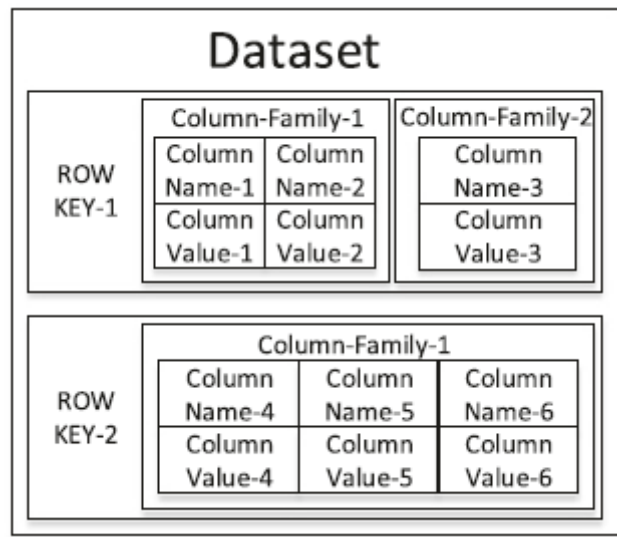 Dataset
ROW
KEY-1
Column-Family-1
Column
Name-1
Column
Name-2
Column
Value-1
Column
Value-2
Column-Family-2
Column
Name-3
Column
Value-3
ROW
KEY-2
Column-Family-1
Column
Name-4
Column
Name-5
Column
Name-6
Column
Value-4
Column
Value-5
Column
Value-6